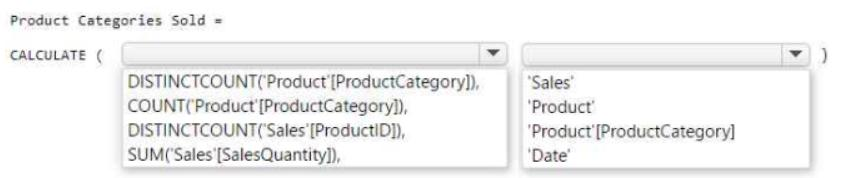 Product Categories Sold =
CALCULATE ( )
DISTINCTCOUNT('Product'[ProductCategory]),
COUNT('Product'[ProductCategory]),
DISTINCTCOUNT('Sales'[ProductID]),
SUM('Sales'[SalesQuantity]),
'Sales'
'Product'
'Product'[ProductCategory]
'Date'